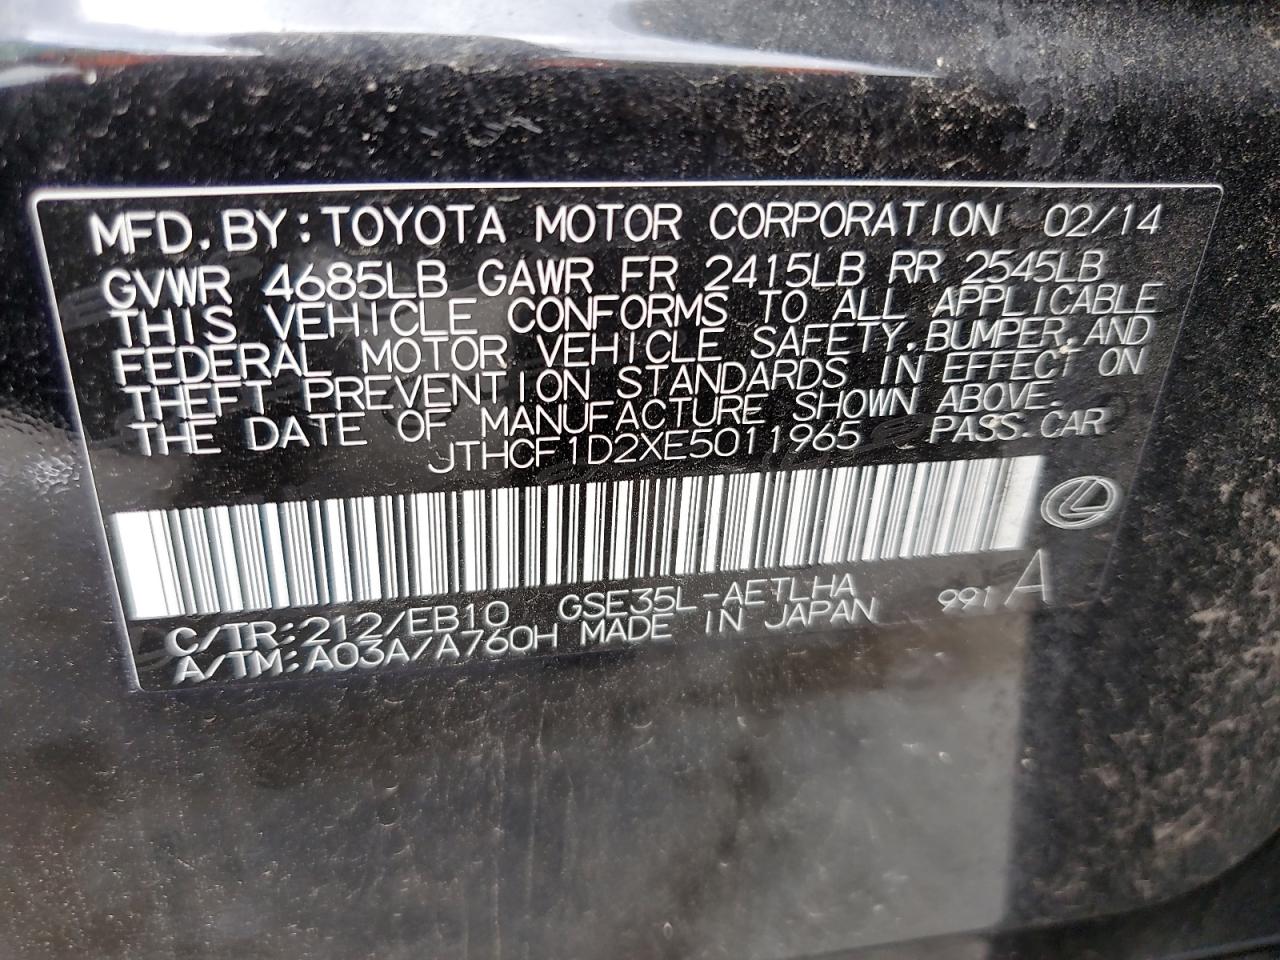 MFD. BY: TOYOTA MOTOR CORPORATION 02/14
GVWR 4685LB GAWR FR 2415LB RR 2545LB
THIS VEHICLE CONFORMS TO ALL APPLICABLE
FEDERAL MOTOR VEHICLE SAFETY, BUMPER, AND
THEFT PREVENTION STANDARDS IN EFFECT ON
THE DATE OF MANUFACTURE SHOWN ABOVE.
JTHCF1D2XE5011965 PASS. CAR
C/TR: 212/EB10 GSE35L-AETLHA 991 A
A/TM: A03A/A760H MADE IN JAPAN